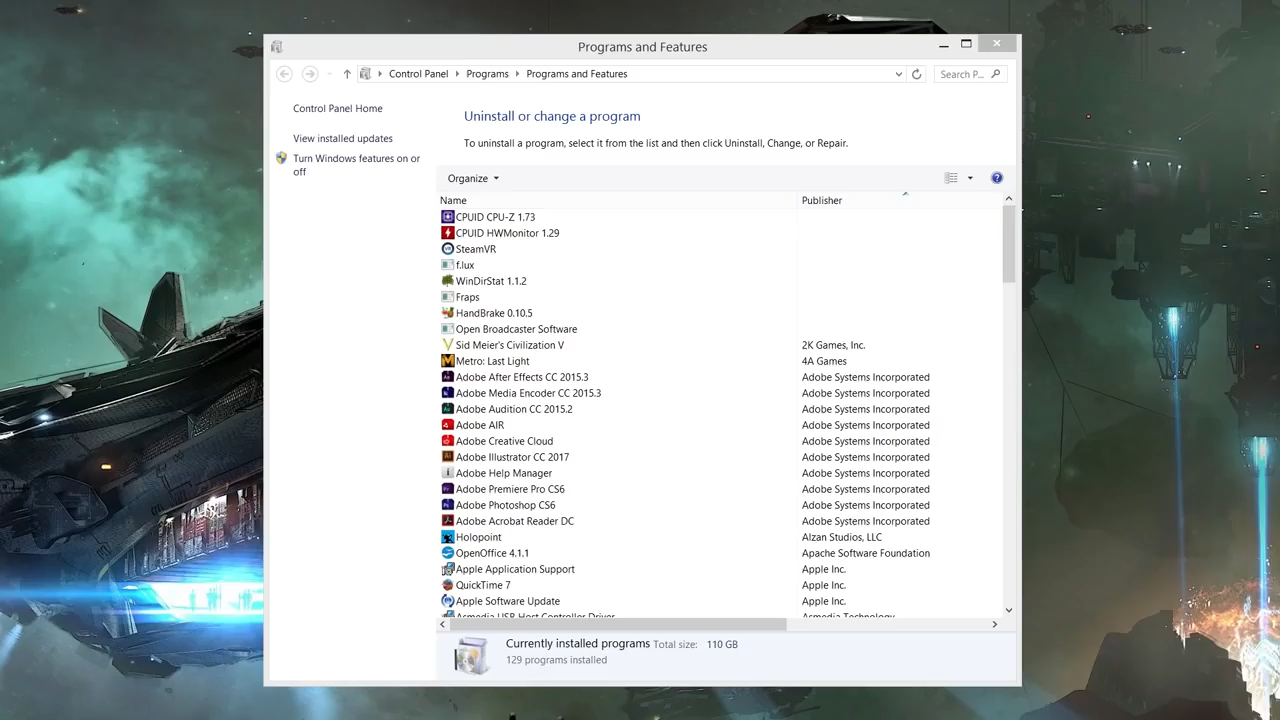 Programs and Features
Control Panel Programs Programs and Features Search P...
Control Panel Home
View installed updates
Turn Windows features on or
off
Uninstall or change a program
To uninstall a program, select it from the list and then click Uninstall, Change, or Repair.
Organize
Name Publisher
CPUID CPU-Z 1.73
CPUID HWMonitor 1.29
SteamVR
f.lux
WinDirStat 1.1.2
Fraps
HandBrake 0.10.5
Open Broadcaster Software
Sid Meier's Civilization V 2K Games, Inc.
Metro: Last Light 4A Games
Adobe After Effects CC 2015.3 Adobe Systems Incorporated
Adobe Media Encoder CC 2015.3 Adobe Systems Incorporated
Adobe Audition CC 2015.2 Adobe Systems Incorporated
Adobe AIR Adobe Systems Incorporated
Adobe Creative Cloud Adobe Systems Incorporated
Adobe Illustrator CC 2017 Adobe Systems Incorporated
Adobe Help Manager Adobe Systems Incorporated
Adobe Premiere Pro CS6 Adobe Systems Incorporated
Adobe Photoshop CS6 Adobe Systems Incorporated
Adobe Acrobat Reader DC Adobe Systems Incorporated
Holopoint Alzan Studios, LLC
OpenOffice 4.1.1 Apache Software Foundation
Apple Application Support Apple Inc.
QuickTime 7 Apple Inc.
Apple Software Update Apple Inc.
Asmedia USB Host Controller Driver Asmedia Technology
Currently installed programs Total size: 110 GB
129 programs installed